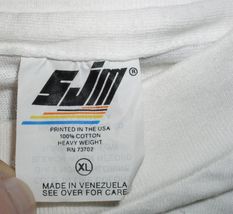 SJM ®
PRINTED IN THE USA
100% COTTON
HEAVY WEIGHT
RN 73702
XL
MADE IN VENEZUELA
SEE OVER FOR CARE